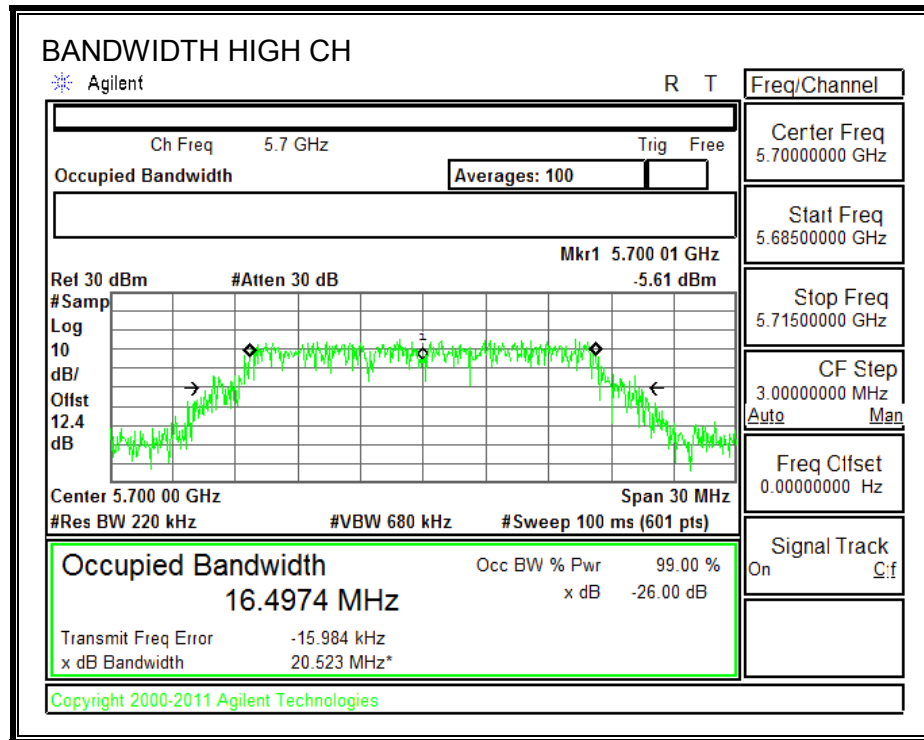 BANDWIDTH HIGH CH
Agilent R T
Freq/Channel
Ch Freq 5.7 GHz Trig Free
Occupied Bandwidth Averages: 100
Mkr1 5.700 01 GHz
Ref 30 dBm #Atten 30 dB -5.61 dBm
#Samp
Log
10
dB/
Offst
12.4
dB
1
Center 5.700 00 GHz Span 30 MHz
#Res BW 220 kHz #VBW 680 kHz #Sweep 100 ms (601 pts)
Occupied Bandwidth
16.4974 MHz
Occ BW % Pwr 99.00 %
x dB -26.00 dB
Transmit Freq Error -15.984 kHz
x dB Bandwidth 20.523 MHz*
Copyright 2000-2011 Agilent Technologies
Center Freq
5.70000000 GHz
Start Freq
5.68500000 GHz
Stop Freq
5.71500000 GHz
CF Step
3.00000000 MHz
Auto Man
Freq Offset
0.00000000 Hz
Signal Track
On Off